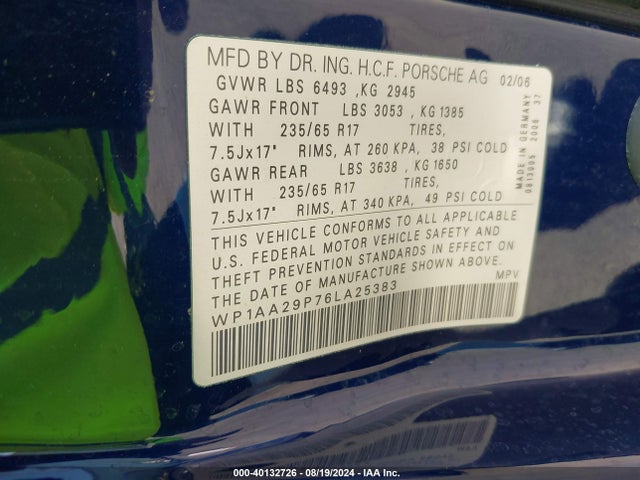 MFD BY DR. ING. H.C.F. PORSCHE AG 02/06
GVWR LBS 6493 ,KG 2945
GAWR FRONT LBS 3053 , KG 1385
WITH 235/65 R17 TIRES,
7.5Jx17" RIMS, AT 260 KPA, 38 PSI COLD
GAWR REAR LBS 3638 , KG 1650
WITH 235/65 R17 TIRES,
7.5Jx17" RIMS, AT 340 KPA, 49 PSI COLD
THIS VEHICLE CONFORMS TO ALL APPLICABLE
U.S. FEDERAL MOTOR VEHICLE SAFETY AND
THEFT PREVENTION STANDARDS IN EFFECT ON
THE DATE OF MANUFACTURE SHOWN ABOVE.
WP1AA29P76LA25383 MPV
MADE IN GERMANY
0813005 2006 37
000-40132726 - 08/19/2024 - IAA Inc.